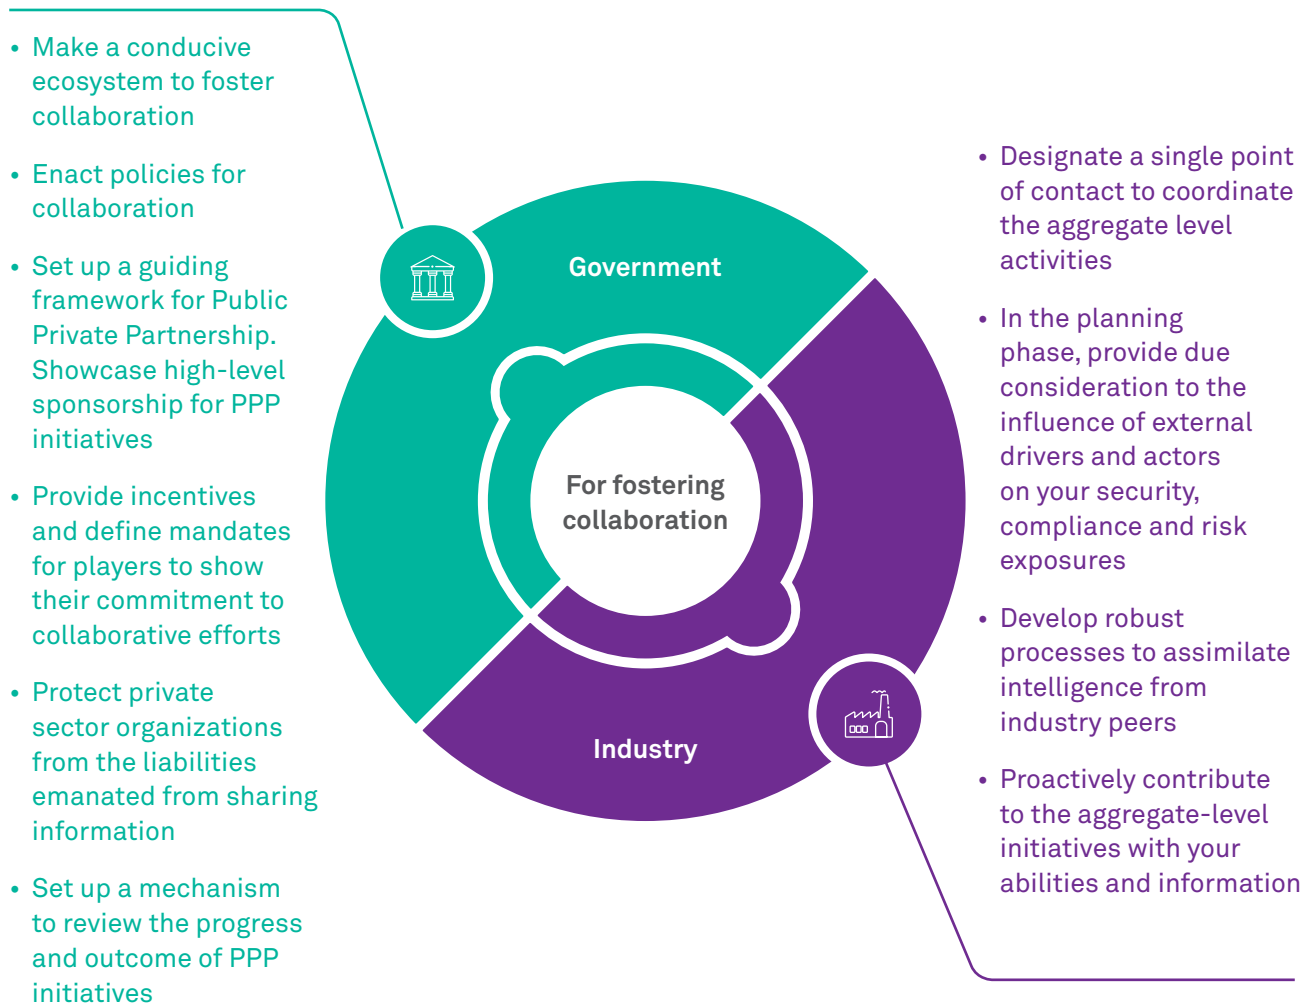 • Make a conducive
ecosystem to foster
collaboration
• Enact policies for
collaboration
• Set up a guiding
framework for Public
Private Partnership.
Showcase high-level
sponsorship for PPP
initiatives
• Provide incentives
and define mandates
for players to show
their commitment to
collaborative efforts
• Protect private
sector organizations
from the liabilities
emanated from sharing
information
• Set up a mechanism
to review the progress
and outcome of PPP
initiatives
Government
For fostering
collaboration
Industry
• Designate a single point
of contact to coordinate
the aggregate level
activities
• In the planning
phase, provide due
consideration to the
influence of external
drivers and actors
on your security,
compliance and risk
exposures
• Develop robust
processes to assimilate
intelligence from
industry peers
• Proactively contribute
to the aggregate-level
initiatives with your
abilities and information